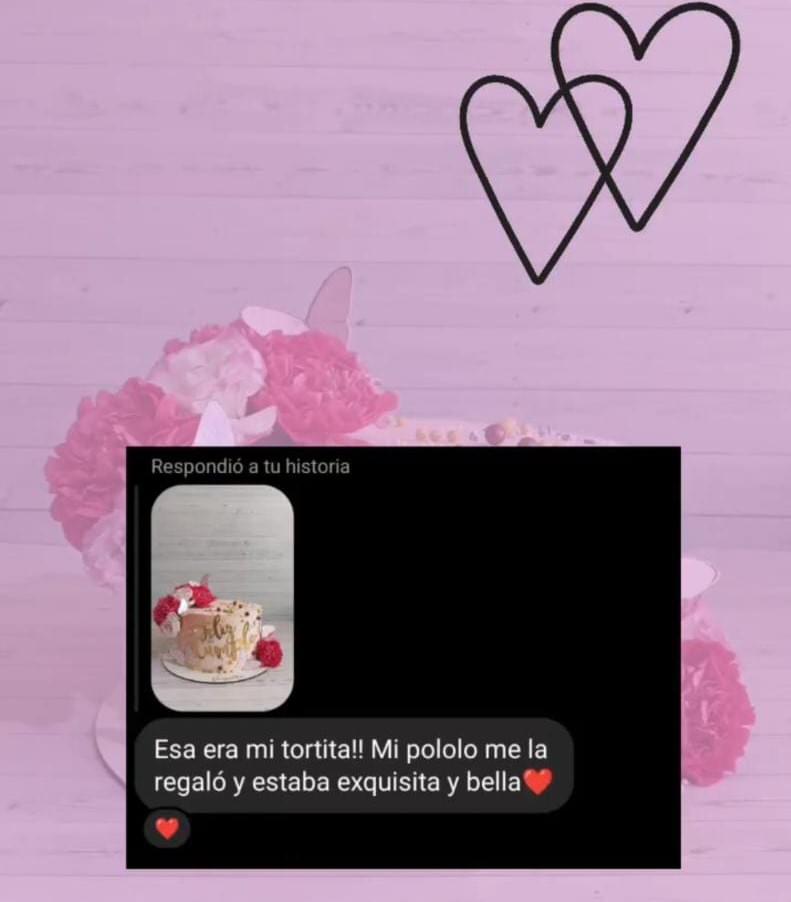 Respondió a tu historia
Feliz
Cumple
Esa era mi tortita!! Mi pololo me la
regaló y estaba exquisita y bella❤️
❤️